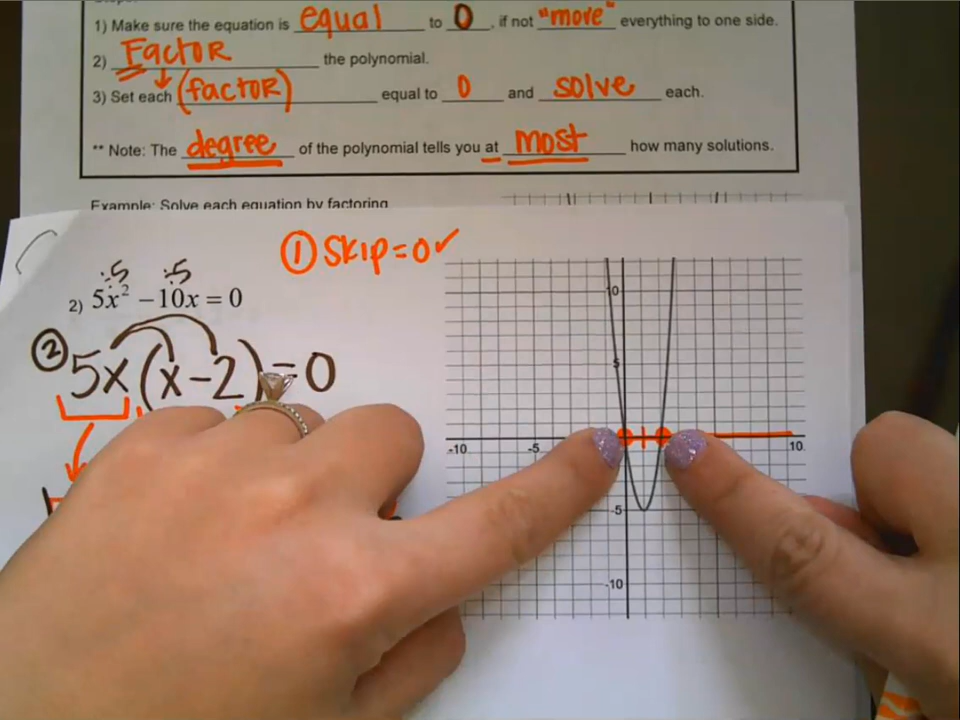 1) Make sure the equation is equal to 0, if not "move" everything to one side.
2) Factor the polynomial.
3) Set each (factor) equal to 0 and solve each.
** Note: The degree of the polynomial tells you at most how many solutions.
Example: Solve each equation by factoring
① Skip = 0 ✓
÷5 ÷5
2) 5x² − 10x = 0
② 5x(x − 2) = 0
10
5
-10 -5 10
-5
-10